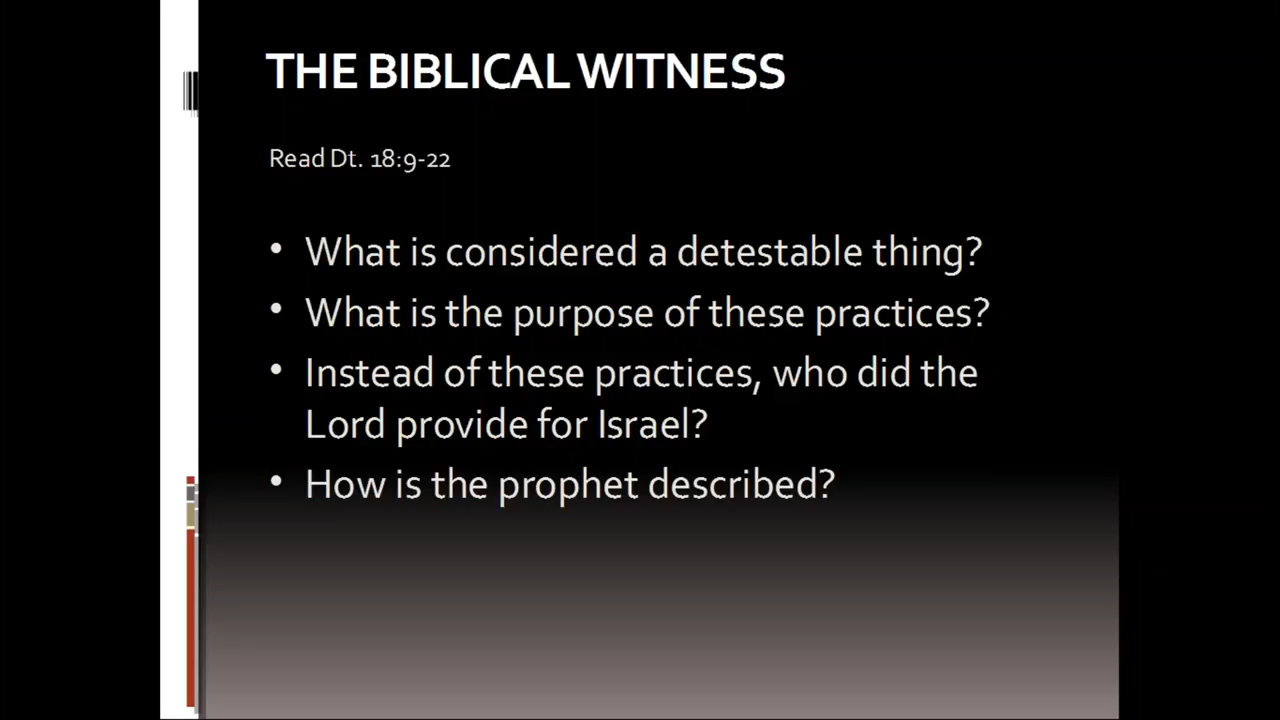 THE BIBLICAL WITNESS
Read Dt. 18:9-22
• What is considered a detestable thing?
• What is the purpose of these practices?
• Instead of these practices, who did the
Lord provide for Israel?
• How is the prophet described?